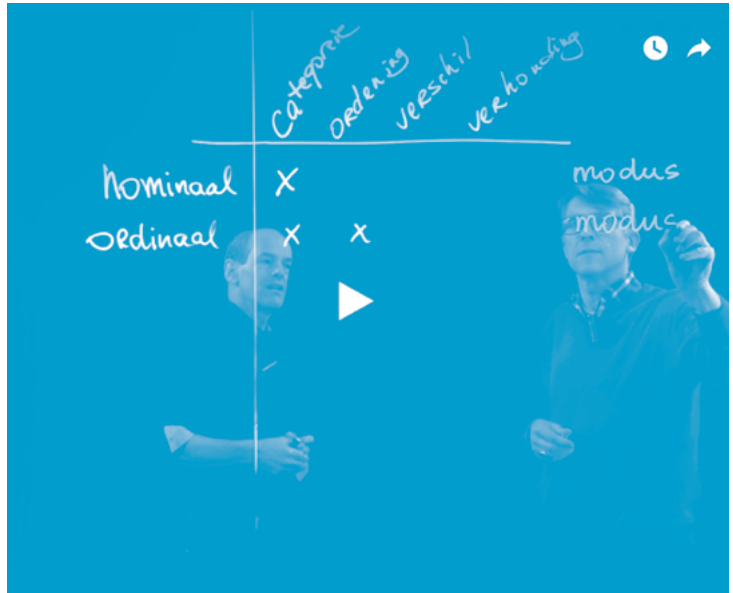 Categorie ordening verschil verhouding
Nominaal X modus
ORdinaal X X modus